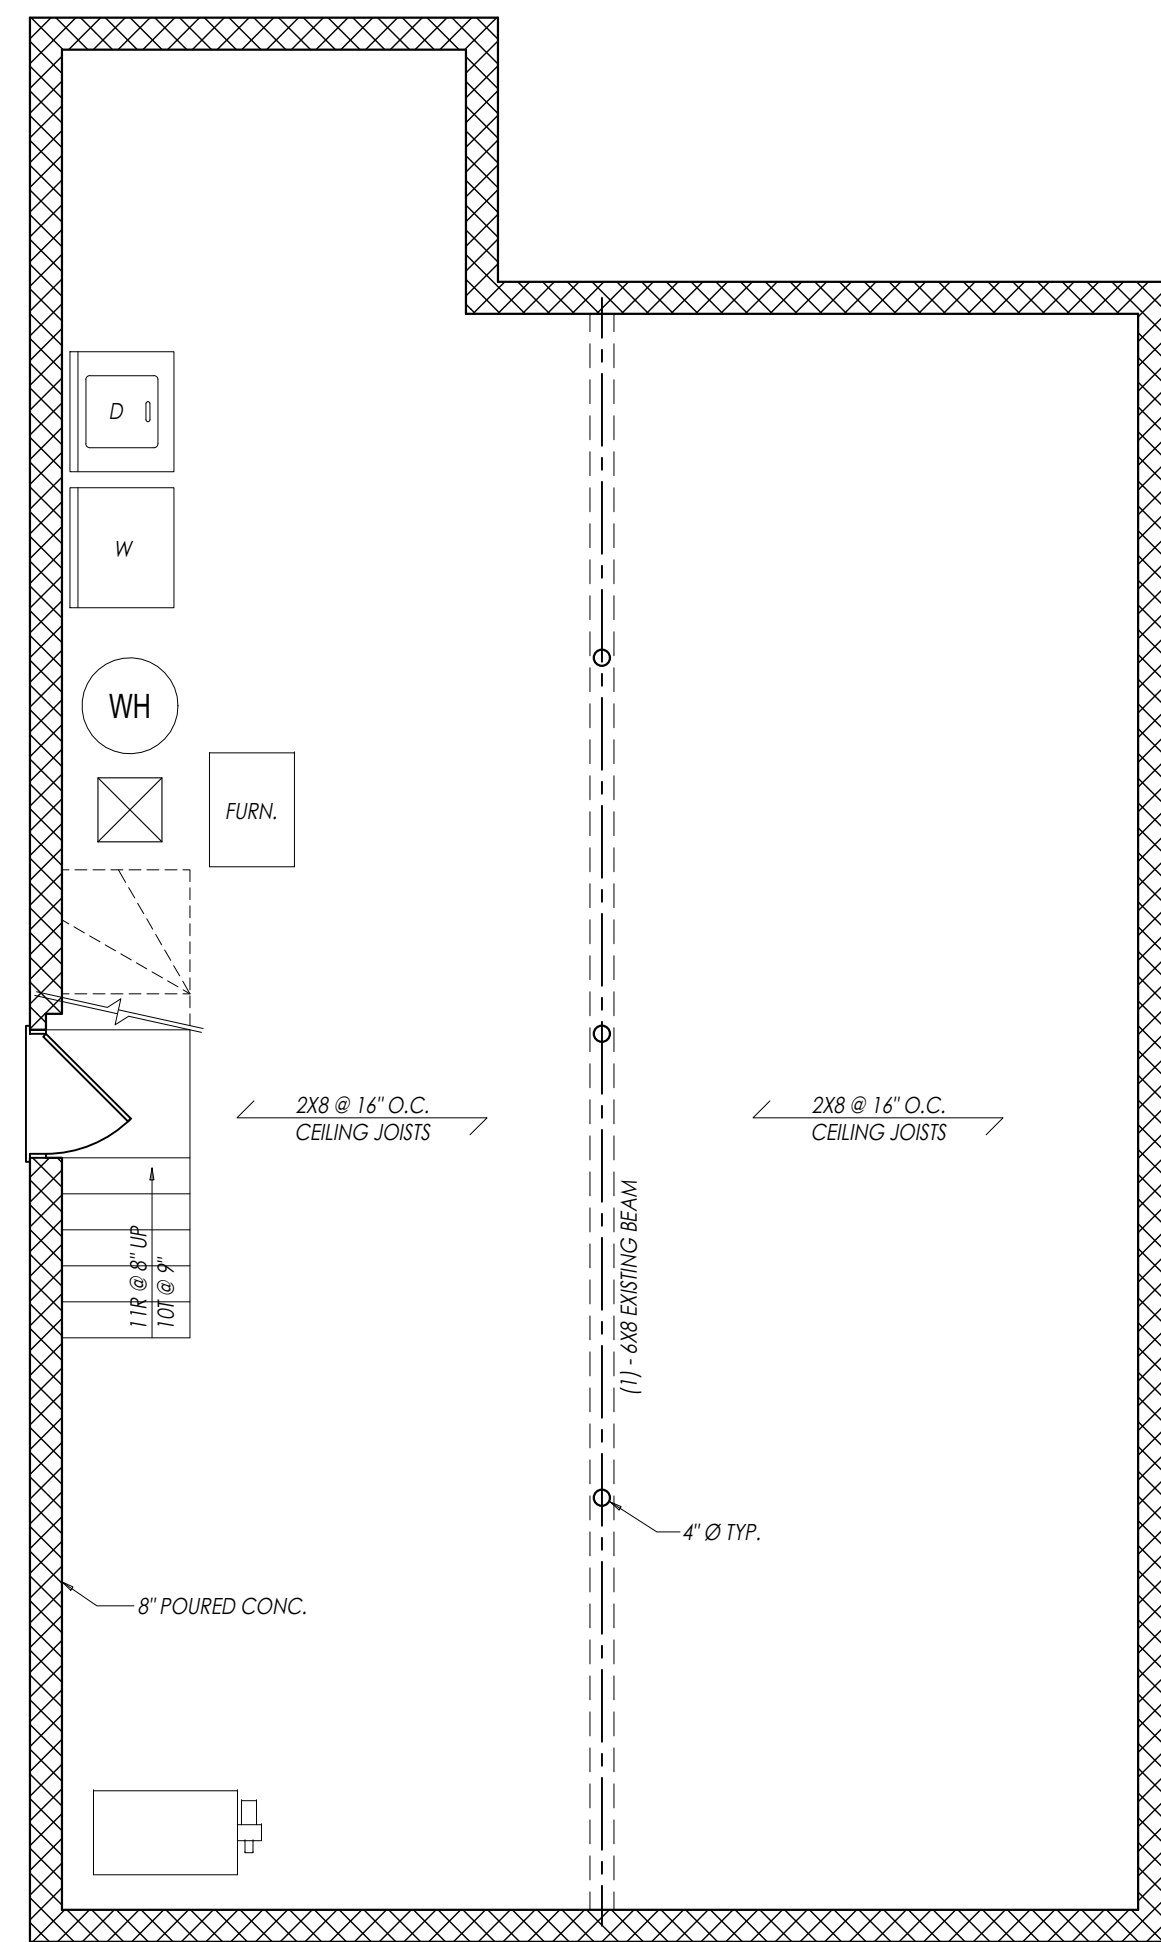 D
W
WH
FURN.
2X8 @ 16" O.C.
CEILING JOISTS
2X8 @ 16" O.C.
CEILING JOISTS
11R @ 8" UP
10T @ 9"
(1) - 6X8 EXISTING BEAM
4" Ø TYP.
8" POURED CONC.